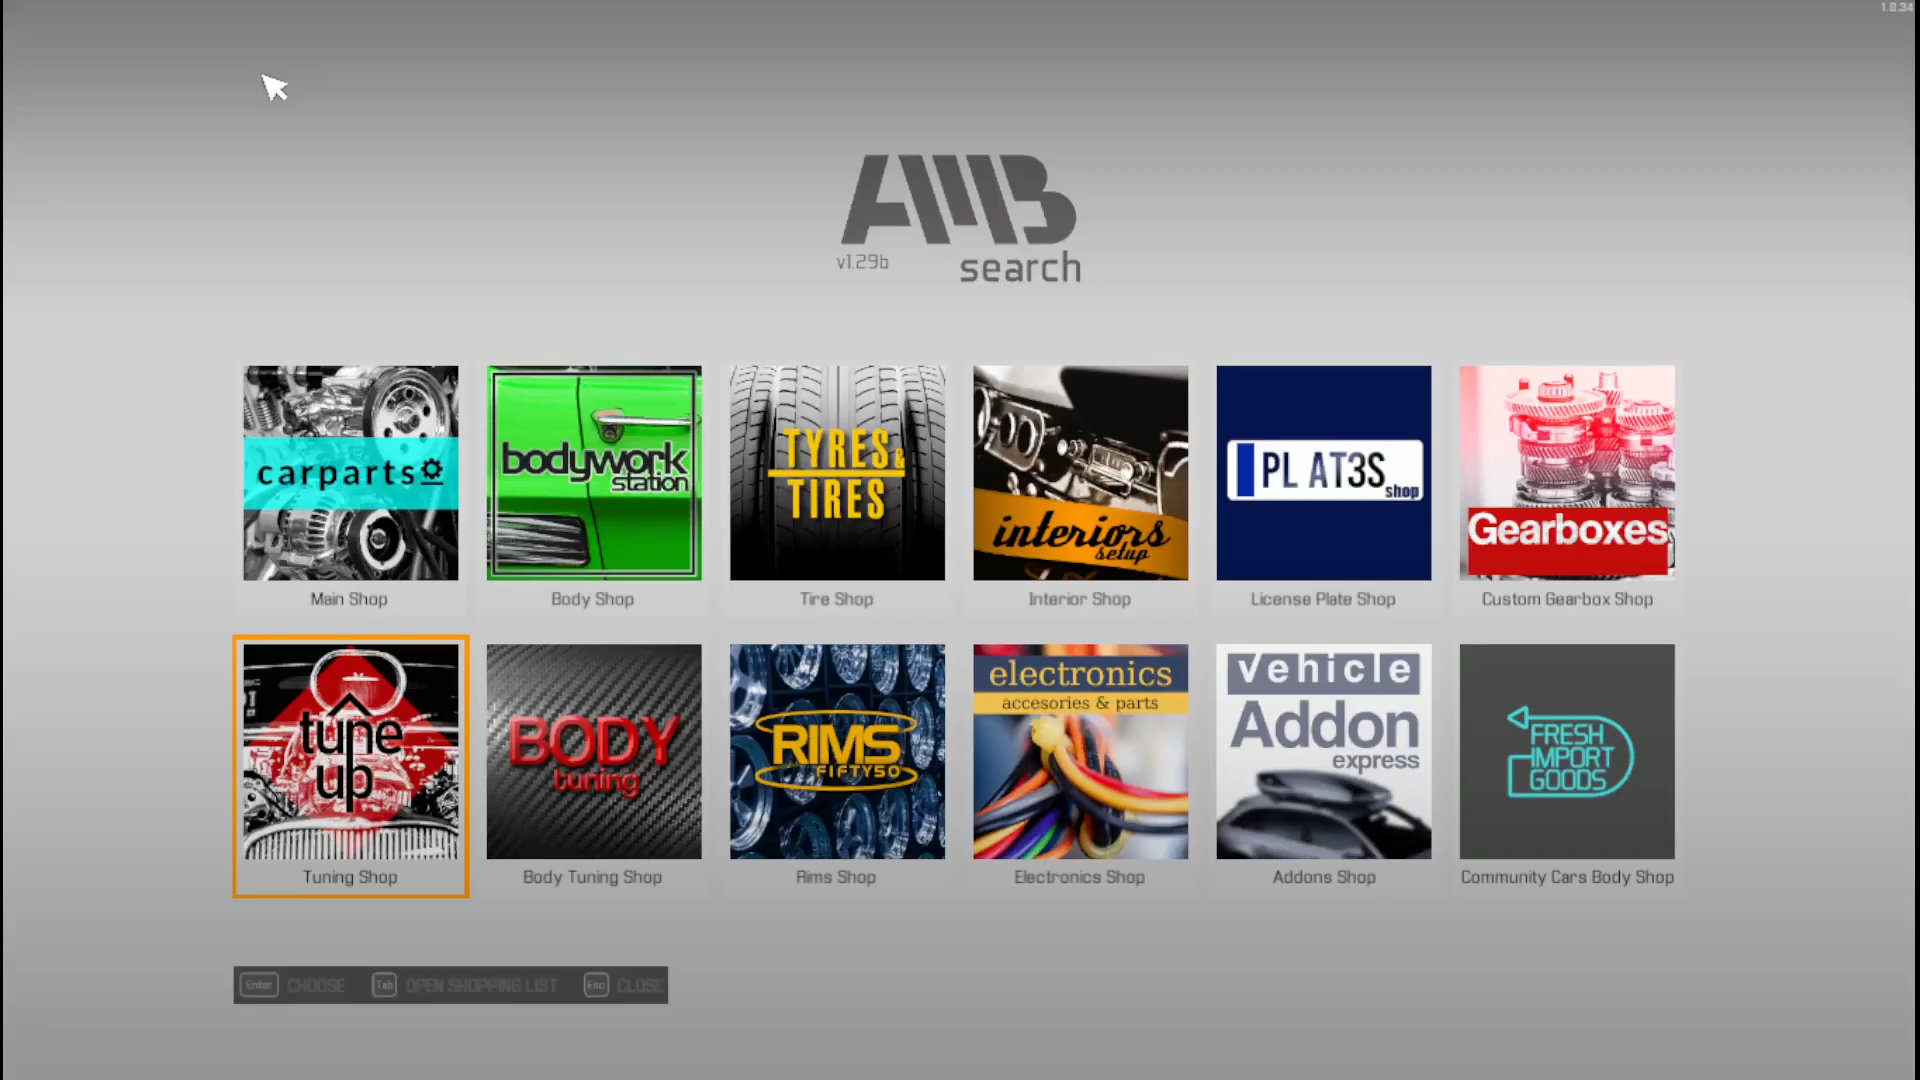 1.0.34
AMB
v1.29b
search
carparts
bodywork
station
TYRES &
TIRES
interiors
setup
PL AT3S
shop
Gearboxes
Main Shop
Body Shop
Tire Shop
Interior Shop
License Plate Shop
Custom Gearbox Shop
tune
up
BODY
tuning
RIMS
FIFTY50
electronics
accesories & parts
vehicle
Addon
express
FRESH
IMPORT
GOODS
Tuning Shop
Body Tuning Shop
Rims Shop
Electronics Shop
Addons Shop
Community Cars Body Shop
Enter CHOOSE Tab OPEN SHOPPING LIST Esc CLOSE